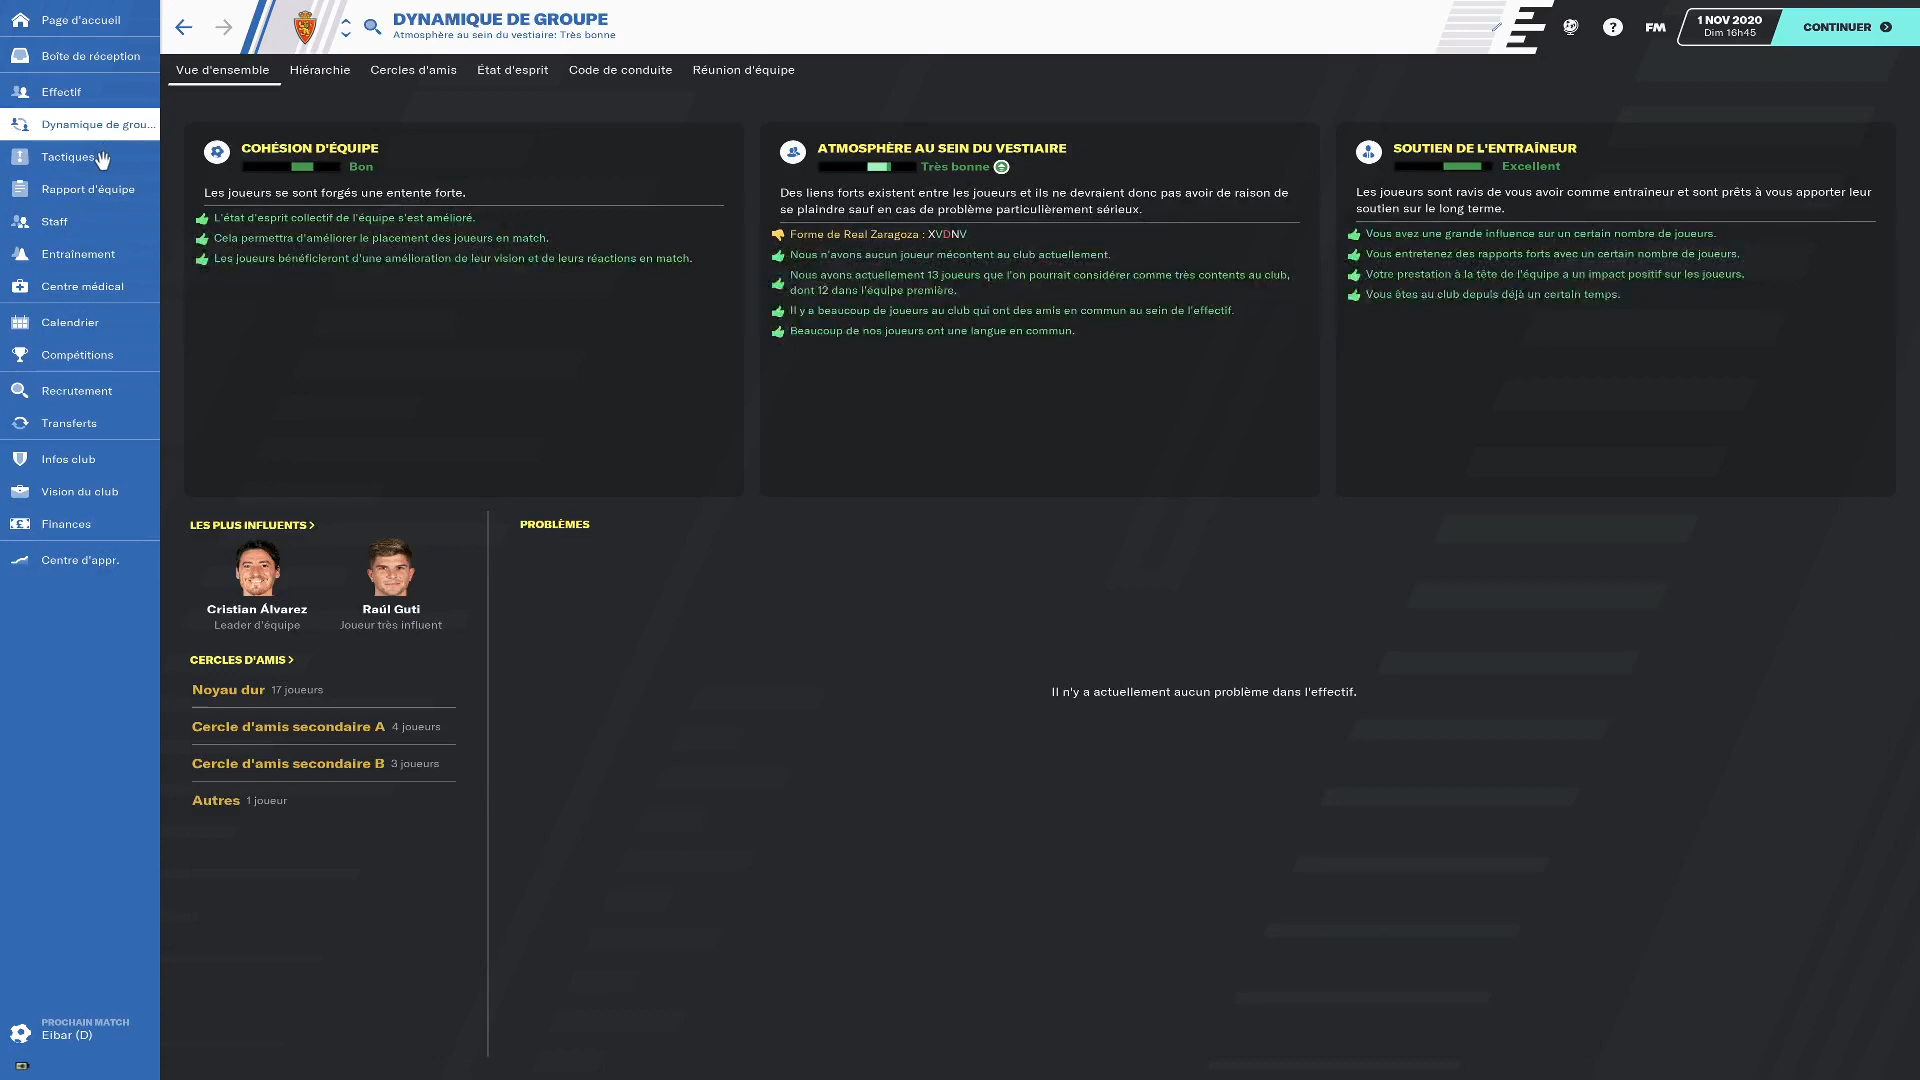 Page d'accueil
Boîte de réception
Effectif
Dynamique de grou...
Tactiques
Rapport d'équipe
Staff
Entraînement
Centre médical
Calendrier
Compétitions
Recrutement
Transferts
Infos club
Vision du club
Finances
Centre d'appr.
PROCHAIN MATCH
Eibar (D)
DYNAMIQUE DE GROUPE
Atmosphère au sein du vestiaire: Très bonne
?
FM
1 NOV 2020
Dim 16h45
CONTINUER
Vue d'ensemble Hiérarchie Cercles d'amis État d'esprit Code de conduite Réunion d'équipe
COHÉSION D'ÉQUIPE
Bon
Les joueurs se sont forgés une entente forte.
L'état d'esprit collectif de l'équipe s'est amélioré.
Cela permettra d'améliorer le placement des joueurs en match.
Les joueurs bénéficieront d'une amélioration de leur vision et de leurs réactions en match.
ATMOSPHÈRE AU SEIN DU VESTIAIRE
Très bonne
Des liens forts existent entre les joueurs et ils ne devraient donc pas avoir de raison de
se plaindre sauf en cas de problème particulièrement sérieux.
Forme de Real Zaragoza : XVDNV
Nous n'avons aucun joueur mécontent au club actuellement.
Nous avons actuellement 13 joueurs que l'on pourrait considérer comme très contents au club,
dont 12 dans l'équipe première.
Il y a beaucoup de joueurs au club qui ont des amis en commun au sein de l'effectif.
Beaucoup de nos joueurs ont une langue en commun.
SOUTIEN DE L'ENTRAÎNEUR
Excellent
Les joueurs sont ravis de vous avoir comme entraîneur et sont prêts à vous apporter leur
soutien sur le long terme.
Vous avez une grande influence sur un certain nombre de joueurs.
Vous entretenez des rapports forts avec un certain nombre de joueurs.
Votre prestation à la tête de l'équipe a un impact positif sur les joueurs.
Vous êtes au club depuis déjà un certain temps.
LES PLUS INFLUENTS >
Cristian Álvarez
Leader d'équipe
Raúl Guti
Joueur très influent
CERCLES D'AMIS >
Noyau dur 17 joueurs
Cercle d'amis secondaire A 4 joueurs
Cercle d'amis secondaire B 3 joueurs
Autres 1 joueur
PROBLÈMES
Il n'y a actuellement aucun problème dans l'effectif.